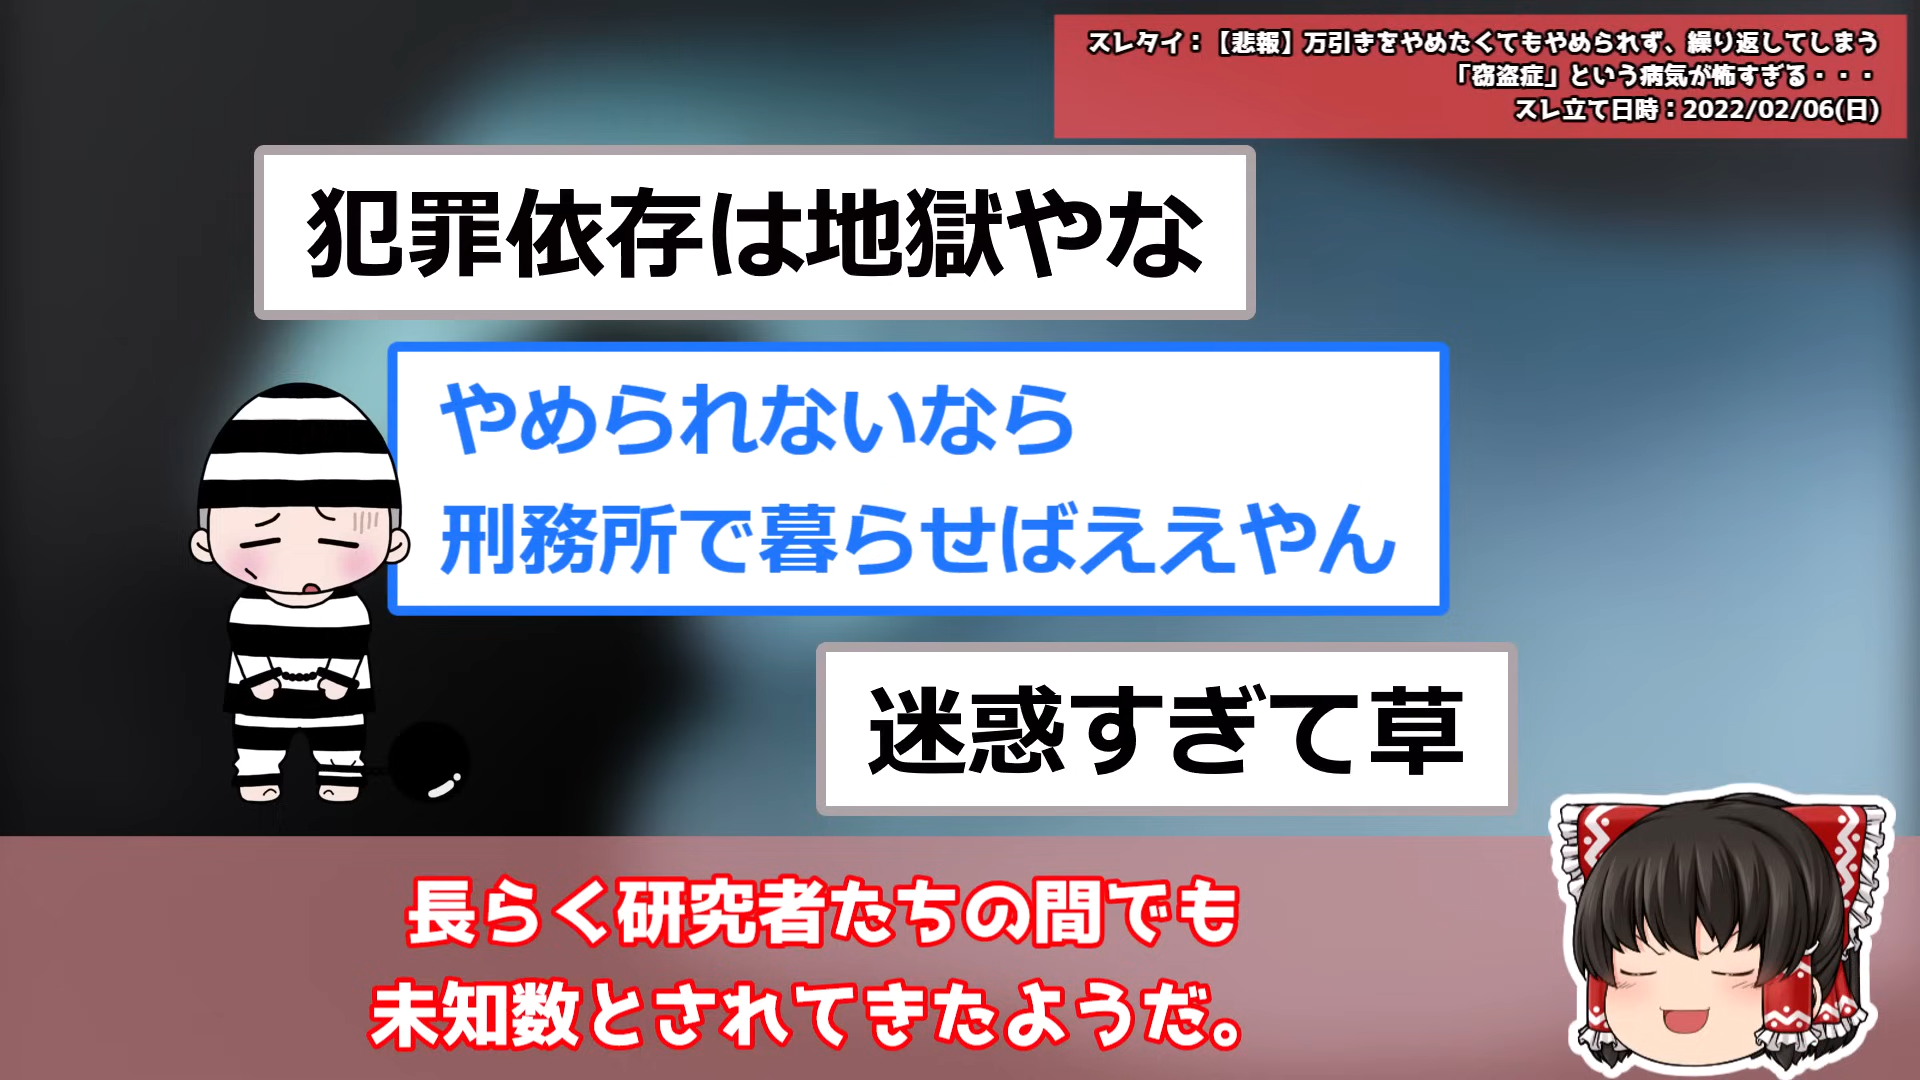 スレタイ：【悲報】万引きをやめたくてもやめられず、繰り返してしまう
「窃盗症」という病気が怖すぎる・・・
スレ立て日時：2022/02/06(日)
犯罪依存は地獄やな
やめられないなら
刑務所で暮らせばええやん
迷惑すぎて草
長らく研究者たちの間でも
未知数とされてきたようだ。